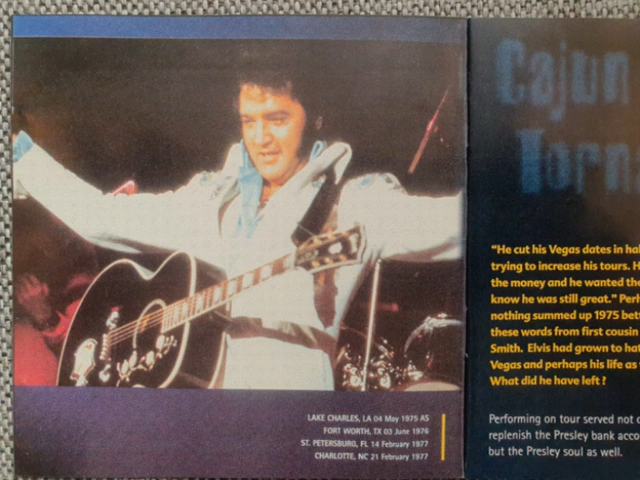 LAKE CHARLES, LA 04 May 1975 AS
FORT WORTH, TX 03 June 1976
ST. PETERSBURG, FL 14 February 1977
CHARLOTTE, NC 21 February 1977
Cajun
Torna
"He cut his Vegas dates in hal
trying to increase his tours. H
the money and he wanted the
know he was still great." Per
nothing summed up 1975 bet
these words from first cousin
Smith. Elvis had grown to hat
Vegas and perhaps his life as
What did he have left?
Performing on tour served not o
replenish the Presley bank acco
but the Presley soul as well.